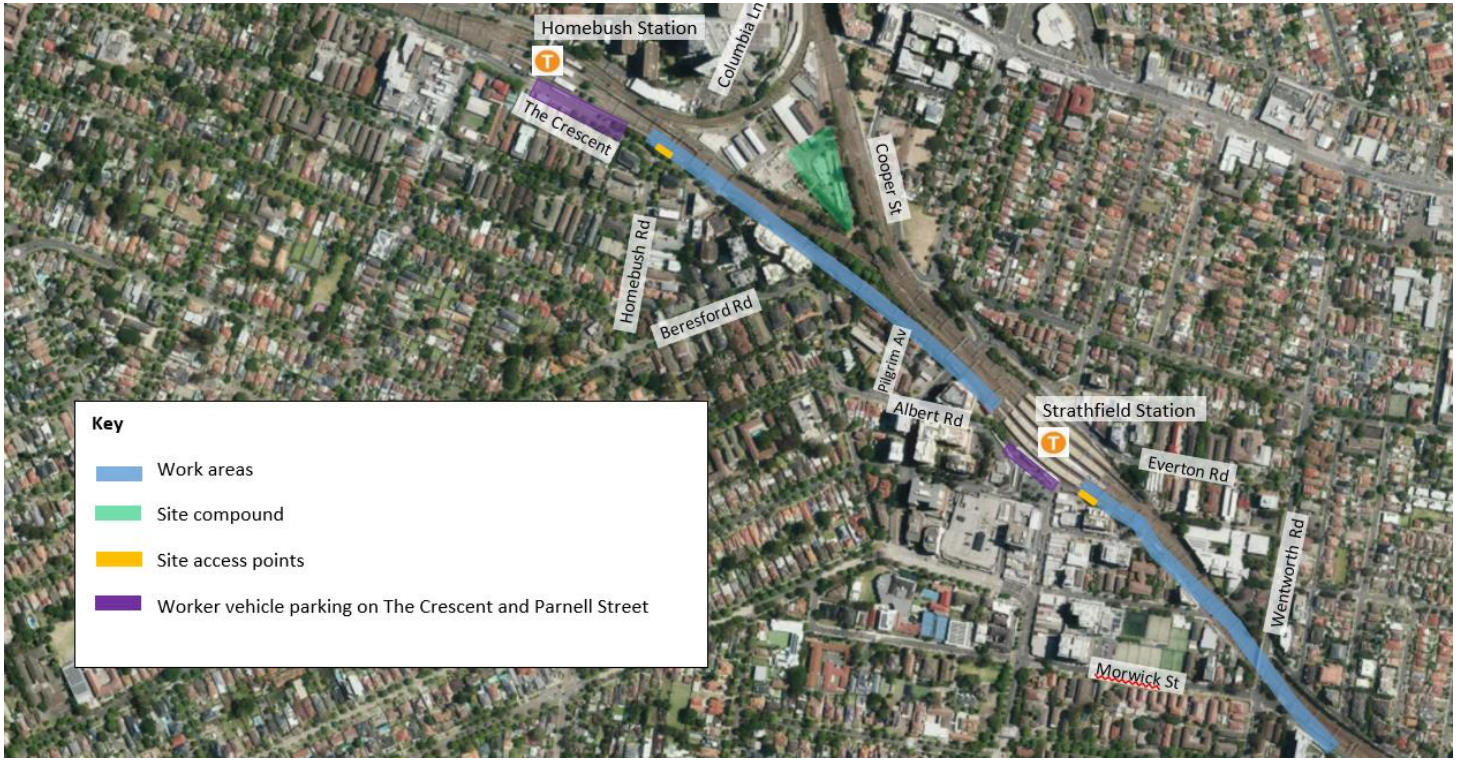 Homebush Station
T
Columbia Ln
The Crescent
Cooper St
Homebush Rd
Beresford Rd
Pilgrim Av
Albert Rd
Strathfield Station
T
Everton Rd
Wentworth Rd
Morwick St
Key
Work areas
Site compound
Site access points
Worker vehicle parking on The Crescent and Parnell Street